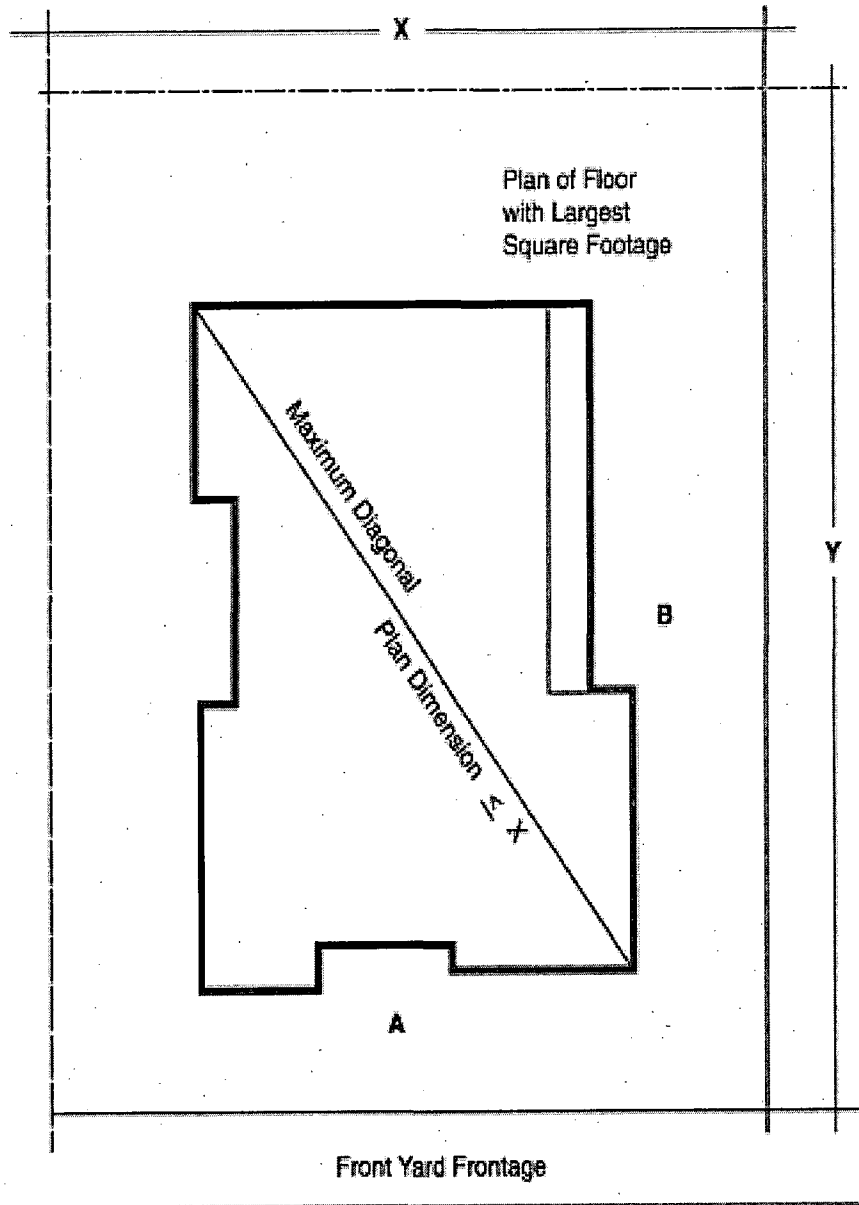 X
Plan of Floor
with Largest
Square Footage
Maximum Diagonal
Plan Dimension ≤ X
Y
B
A
Front Yard Frontage